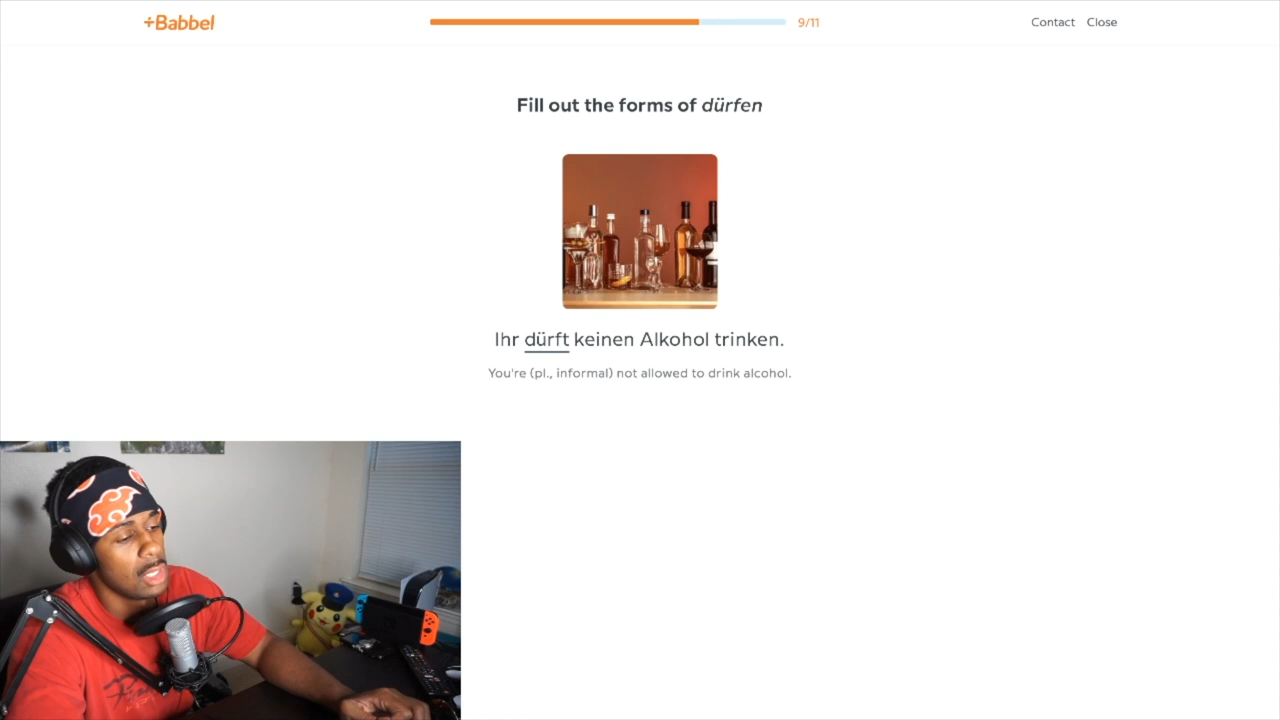 +Babbel
9/11
Contact
Close
Fill out the forms of dürfen
Ihr dürft keinen Alkohol trinken.
You're (pl., informal) not allowed to drink alcohol.